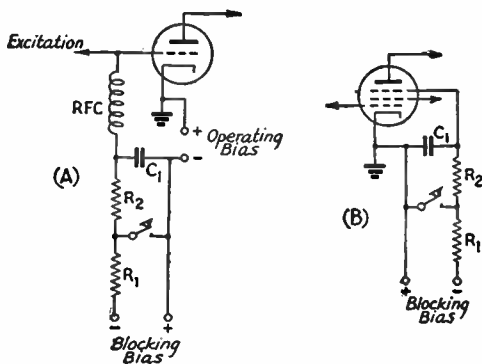 Excitation
RFC
+
Operating
Bias
-
(A)
C1
R2
R1
-
+
Blocking
Bias
C1
R2
(B)
R1
+
-
Blocking
Bias